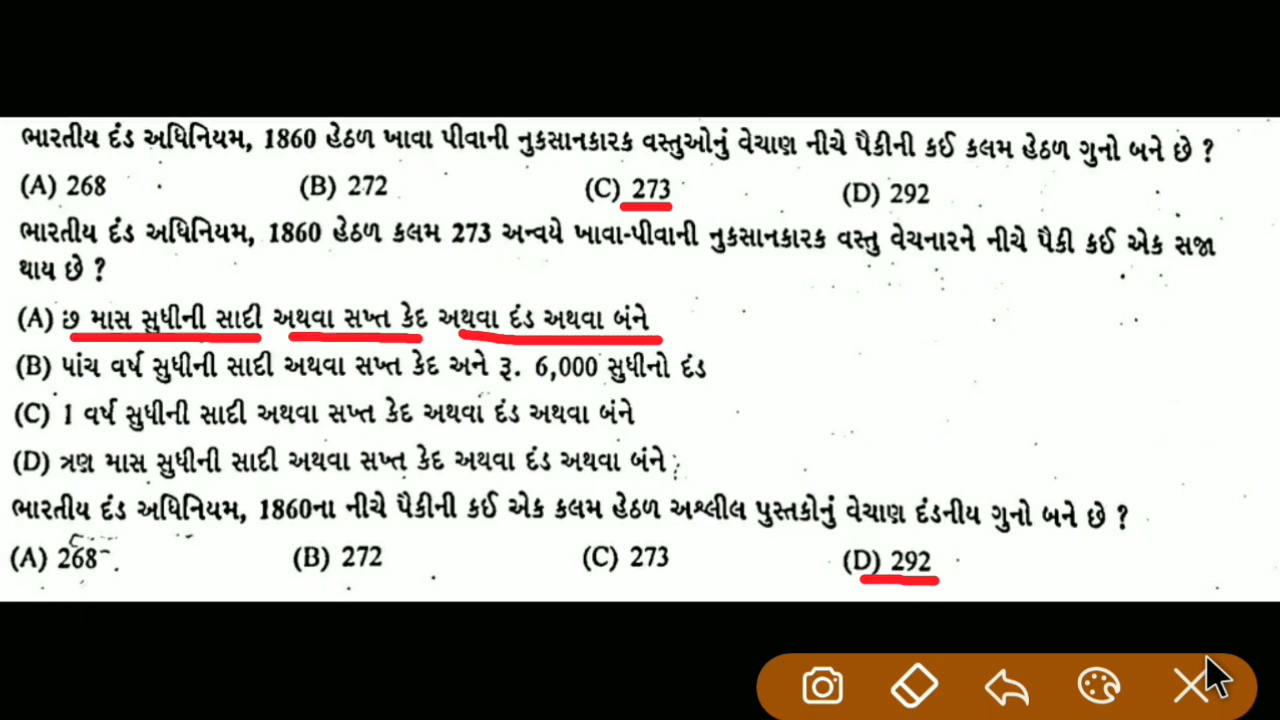 ભારતીય દંડ અધિનિયમ, 1860 હેઠળ ખાવા પીવાની નુકસાનકારક વસ્તુઓનું વેચાણ નીચે પૈકીની કઈ કલમ હેઠળ ગુનો બને છે ?
(A) 268 (B) 272 (C) 273 (D) 292
ભારતીય દંડ અધિનિયમ, 1860 હેઠળ કલમ 273 અન્વયે ખાવા-પીવાની નુકસાનકારક વસ્તુ વેચનારને નીચે પૈકી કઈ એક સજા
થાય છે ?
(A) છ માસ સુધીની સાદી અથવા સખ્ત કેદ અથવા દંડ અથવા બંને
(B) પાંચ વર્ષ સુધીની સાદી અથવા સખ્ત કેદ અને રૂ. 6,000 સુધીનો દંડ
(C) 1 વર્ષ સુધીની સાદી અથવા સખ્ત કેદ અથવા દંડ અથવા બંને
(D) ત્રણ માસ સુધીની સાદી અથવા સખ્ત કેદ અથવા દંડ અથવા બંને
ભારતીય દંડ અધિનિયમ, 1860ના નીચે પૈકીની કઈ એક કલમ હેઠળ અશ્લીલ પુસ્તકોનું વેચાણ દંડનીય ગુનો બને છે ?
(A) 268 (B) 272 (C) 273 (D) 292